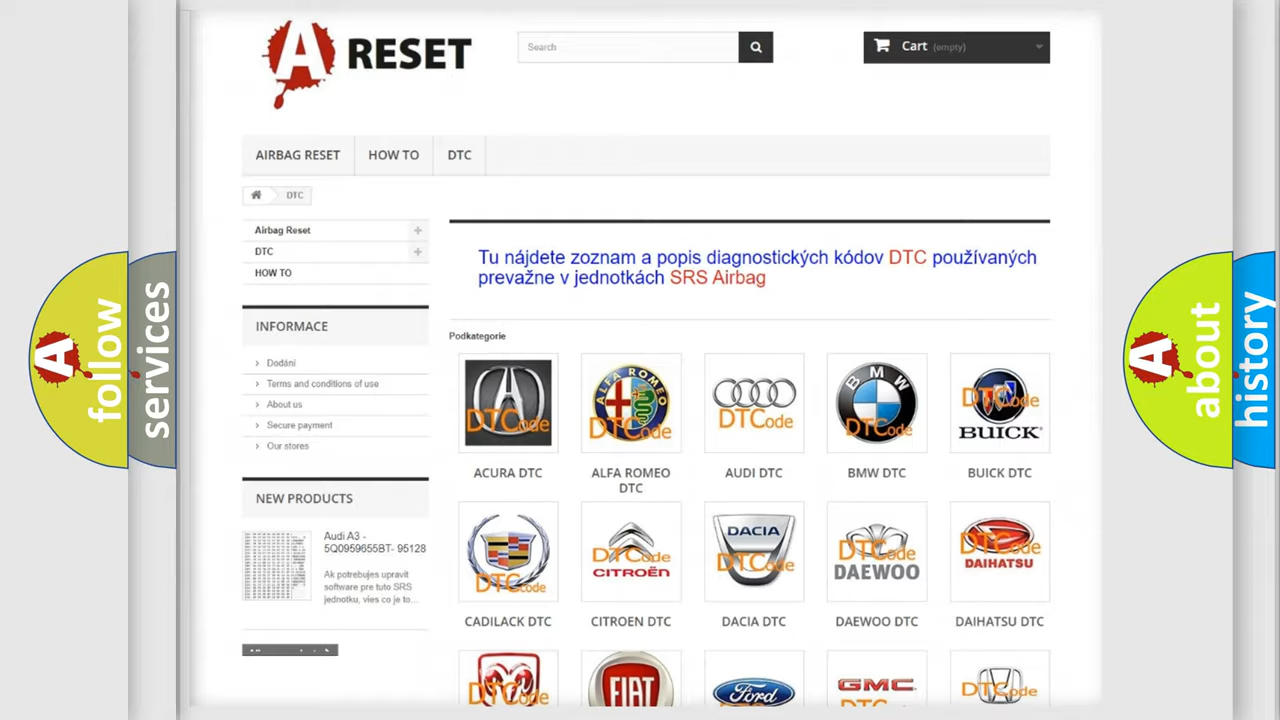 A RESET
Search
Cart (empty)
AIRBAG RESET
HOW TO
DTC
DTC
Airbag Reset
DTC
HOW TO
INFORMACE
Dodání
Terms and conditions of use
About us
Secure payment
Our stores
NEW PRODUCTS
Audi A3 -
5Q0959655BT- 95128
Ak potrebujes upravit
software pre tuto SRS
jednotku, vies co je to...
Tu nájdete zoznam a popis diagnostických kódov DTC používaných
prevažne v jednotkách SRS Airbag
Podkategorie
DTCode
ALFA ROMEO
DTCode
DTCode
BMW
DTCode
DTCode
BUICK
ACURA DTC
ALFA ROMEO
DTC
AUDI DTC
BMW DTC
BUICK DTC
DTCode
DTCode
CITROËN
DACIA
DTCode
DTCode
DAEWOO
DTCode
DAIHATSU
CADILACK DTC
CITROEN DTC
DACIA DTC
DAEWOO DTC
DAIHATSU DTC
DTCode
FIAT
Ford
GMC
DTCode
A follow
services
A about
history